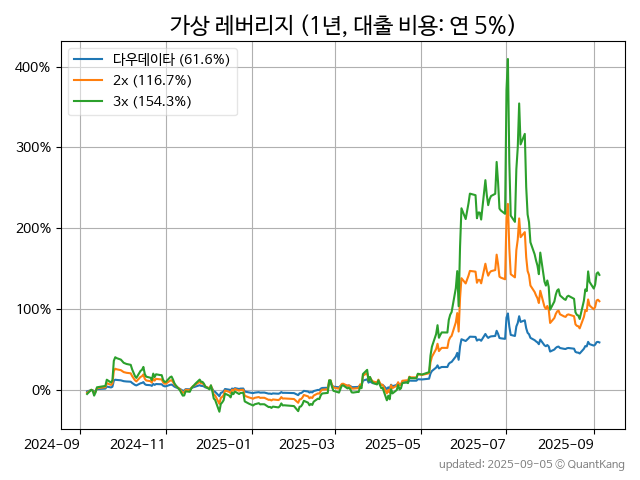 가상 레버리지 (1년, 대출 비용: 연 5%)
다우데이타 (61.6%)
2x (116.7%)
3x (154.3%)
400%
300%
200%
100%
0%
2024-09 2024-11 2025-01 2025-03 2025-05 2025-07 2025-09
updated: 2025-09-05 © QuantKang